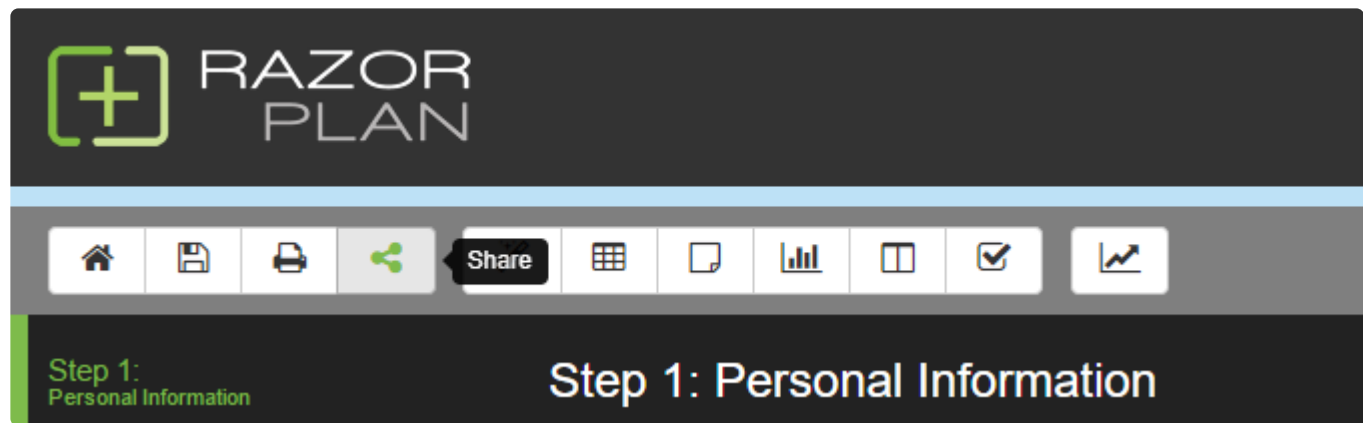 RAZOR
PLAN
Share
Step 1:
Personal Information
Step 1: Personal Information